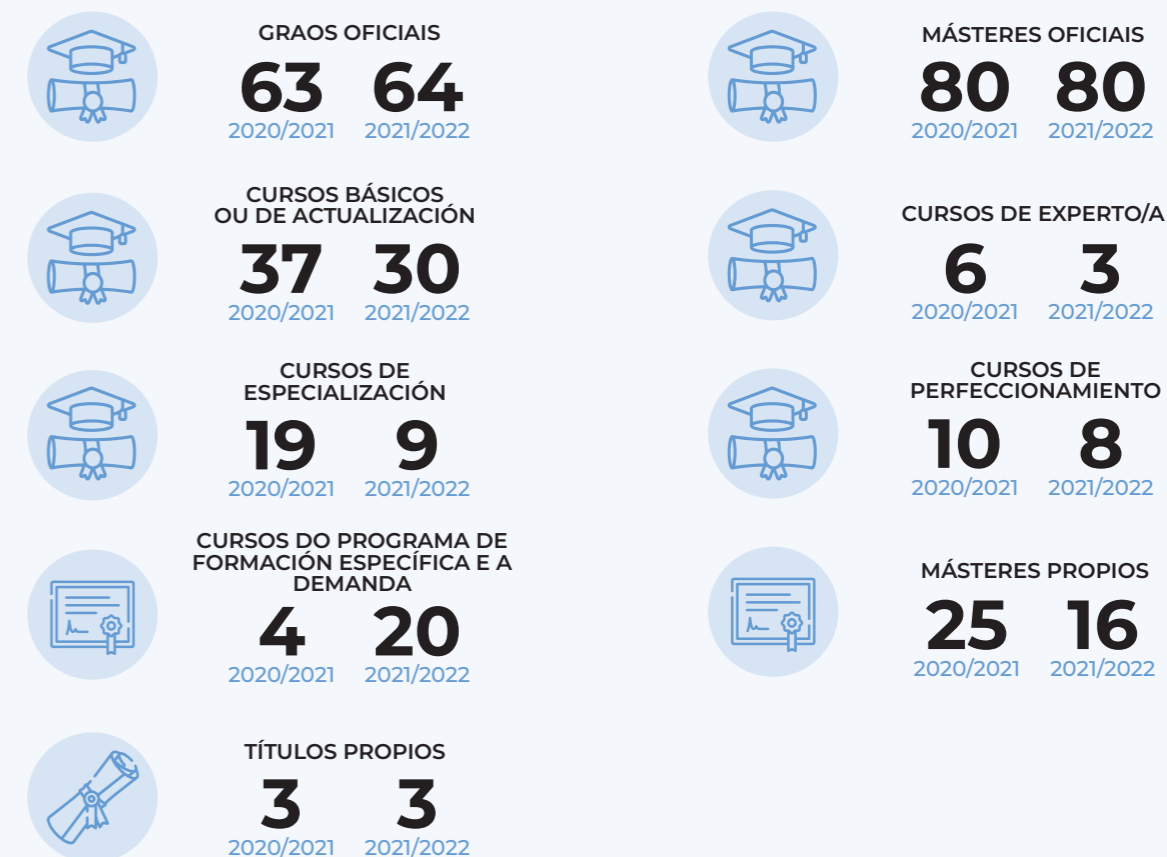 GRAOS OFICIAIS
63 64
2020/2021 2021/2022
MÁSTERES OFICIAIS
80 80
2020/2021 2021/2022
CURSOS BÁSICOS
OU DE ACTUALIZACIÓN
37 30
2020/2021 2021/2022
CURSOS DE EXPERTO/A
6 3
2020/2021 2021/2022
CURSOS DE
ESPECIALIZACIÓN
19 9
2020/2021 2021/2022
CURSOS DE
PERFECCIONAMIENTO
10 8
2020/2021 2021/2022
CURSOS DO PROGRAMA DE
FORMACIÓN ESPECÍFICA E A
DEMANDA
4 20
2020/2021 2021/2022
MÁSTERES PROPIOS
25 16
2020/2021 2021/2022
TÍTULOS PROPIOS
3 3
2020/2021 2021/2022